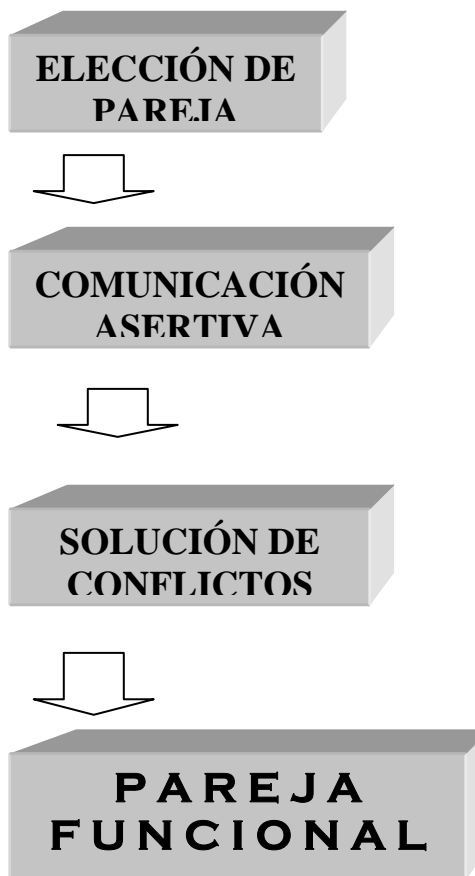 ELECCIÓN DE
PAREJA
COMUNICACIÓN
ASERTIVA
SOLUCIÓN DE
CONFLICTOS
PAREJA
FUNCIONAL